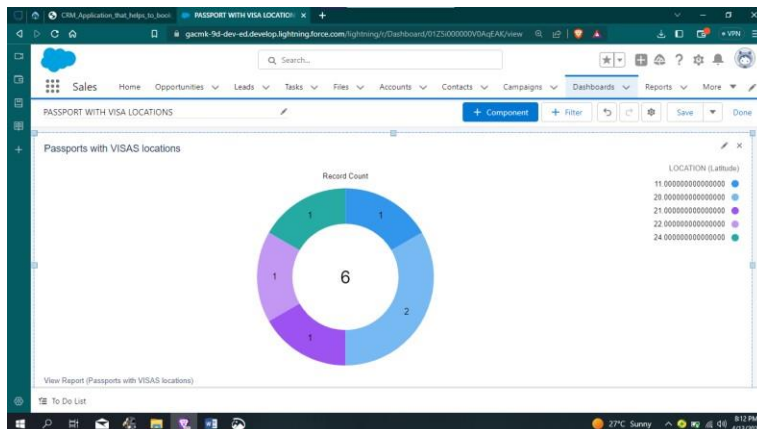 CRM_Application_that_helps_to_book
PASSPORT WITH VISA LOCATION
gacmk-9d-dev-ed.develop.lightning.force.com/lightning/r/Dashboard/01Z5i000000V0AqEAK/view
VPN
Search...
Sales Home Opportunities Leads Tasks Files Accounts Contacts Campaigns Dashboards Reports More
PASSPORT WITH VISA LOCATIONS
+ Component + Filter Save Done
Passports with VISAS locations
Record Count
LOCATION (Latitude)
11.000000000000000
20.000000000000000
21.000000000000000
22.000000000000000
24.000000000000000
1
1
1
6
2
1
View Report (Passports with VISAS locations)
To Do List
27°C Sunny
8:12 PM